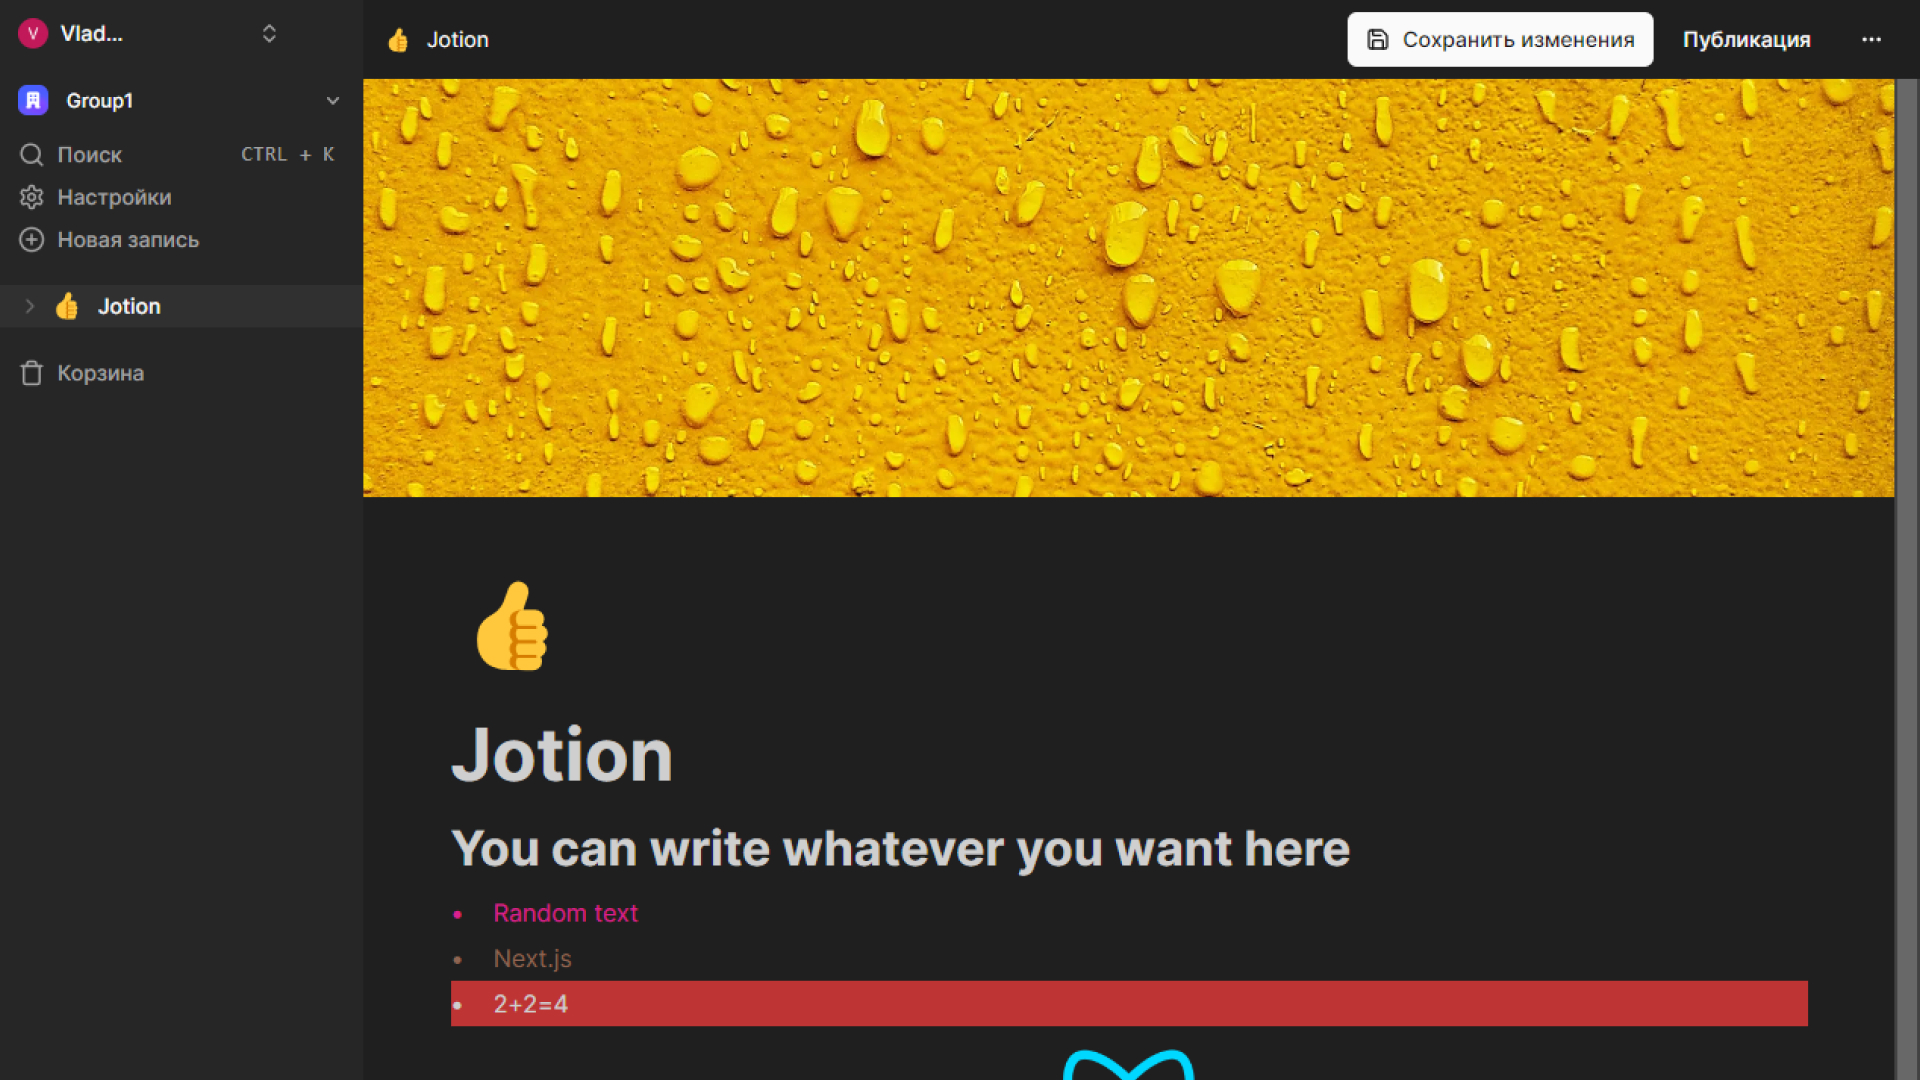 V Vlad...
Group1
Поиск CTRL + K
Настройки
Новая запись
Jotion
Корзина
Jotion
Сохранить изменения
Публикация
Jotion
You can write whatever you want here
• Random text
• Next.js
• 2+2=4